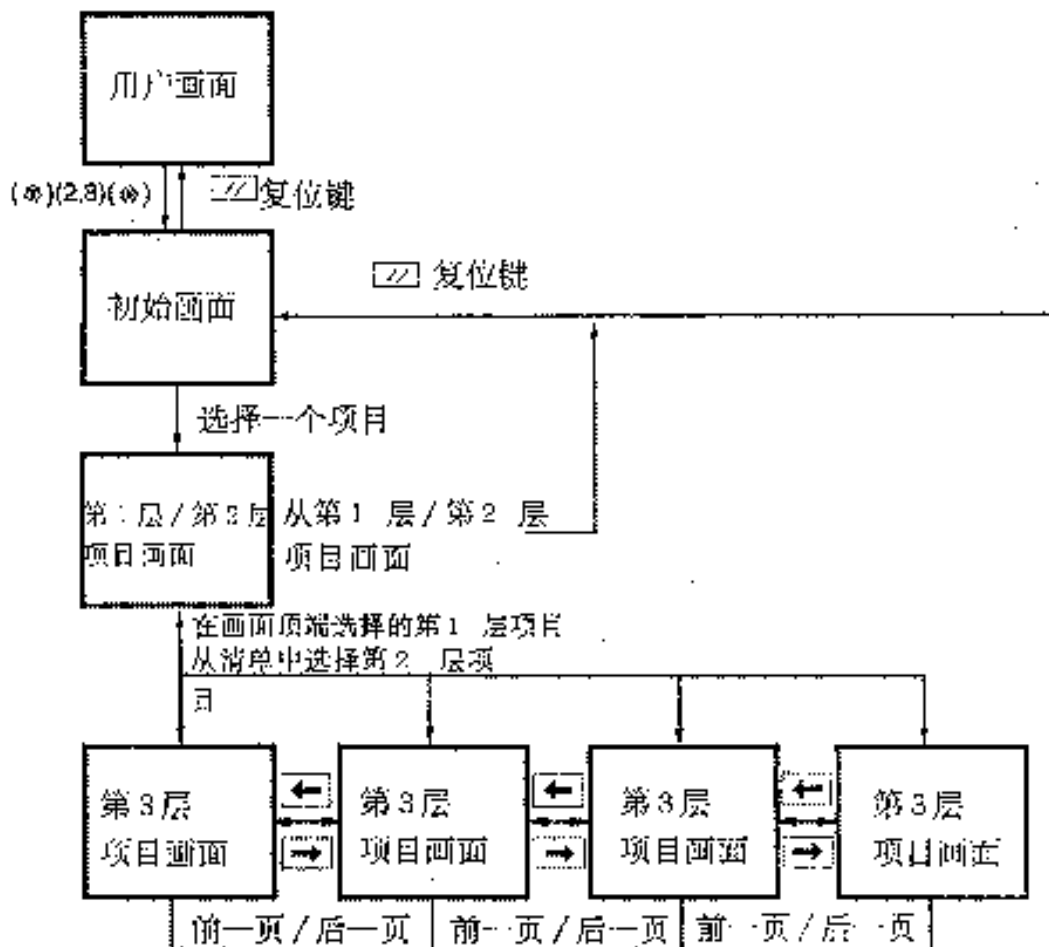 用户画面
(※)(2,8)(※)
复位键
初始画面
复位键
选择一个项目
第1层/第2层
项目画面
从第1 层/第2 层
项目画面
在画面顶端选择的第1 层项目
从清单中选择第2 层项
目
第3层
项目画面
第3层
项目画面
第3层
项目画面
第3层
项目画面
前一页/后一页
前一页/后一页
前一页/后一页